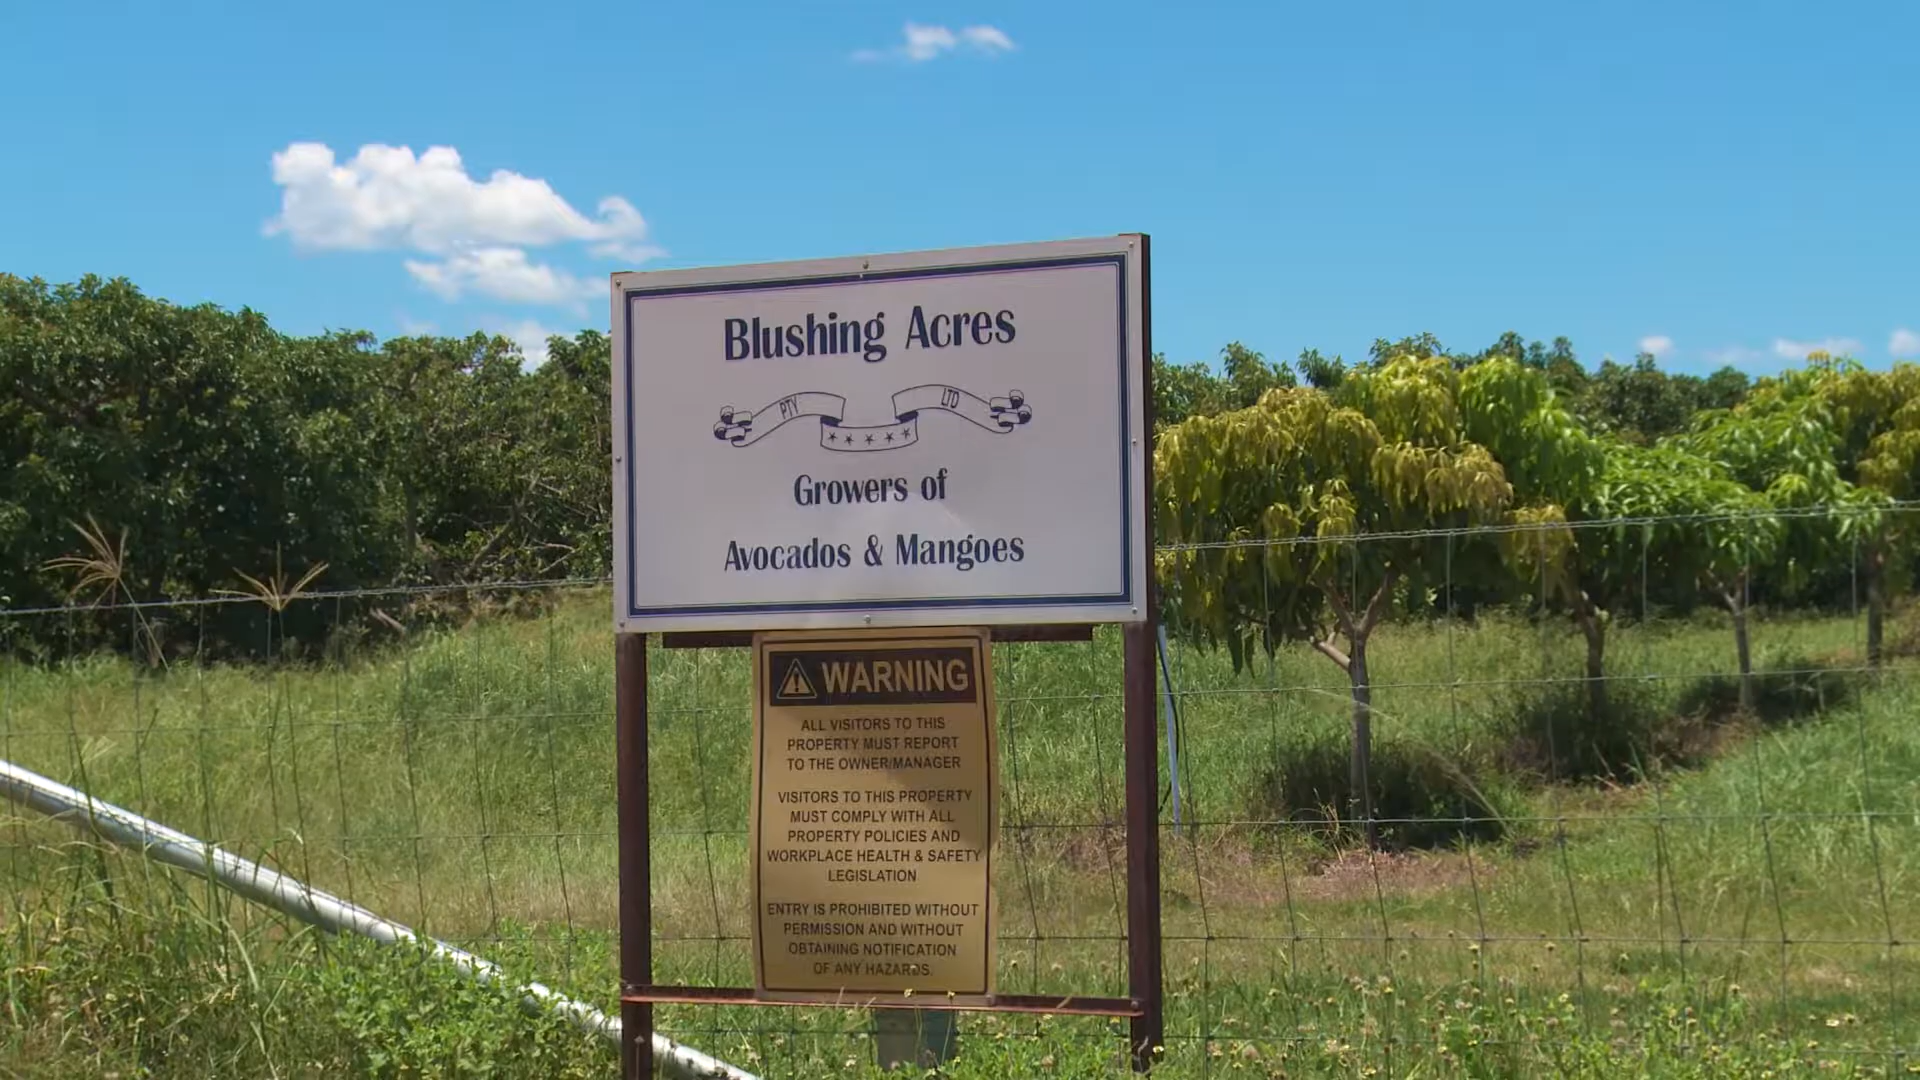 Blushing Acres
PTY LTD
Growers of
Avocados & Mangoes
WARNING
ALL VISITORS TO THIS
PROPERTY MUST REPORT
TO THE OWNER/MANAGER
VISITORS TO THIS PROPERTY
MUST COMPLY WITH ALL
PROPERTY POLICIES AND
WORKPLACE HEALTH & SAFETY
LEGISLATION
ENTRY IS PROHIBITED WITHOUT
PERMISSION AND WITHOUT
OBTAINING NOTIFICATION
OF ANY HAZARDS.